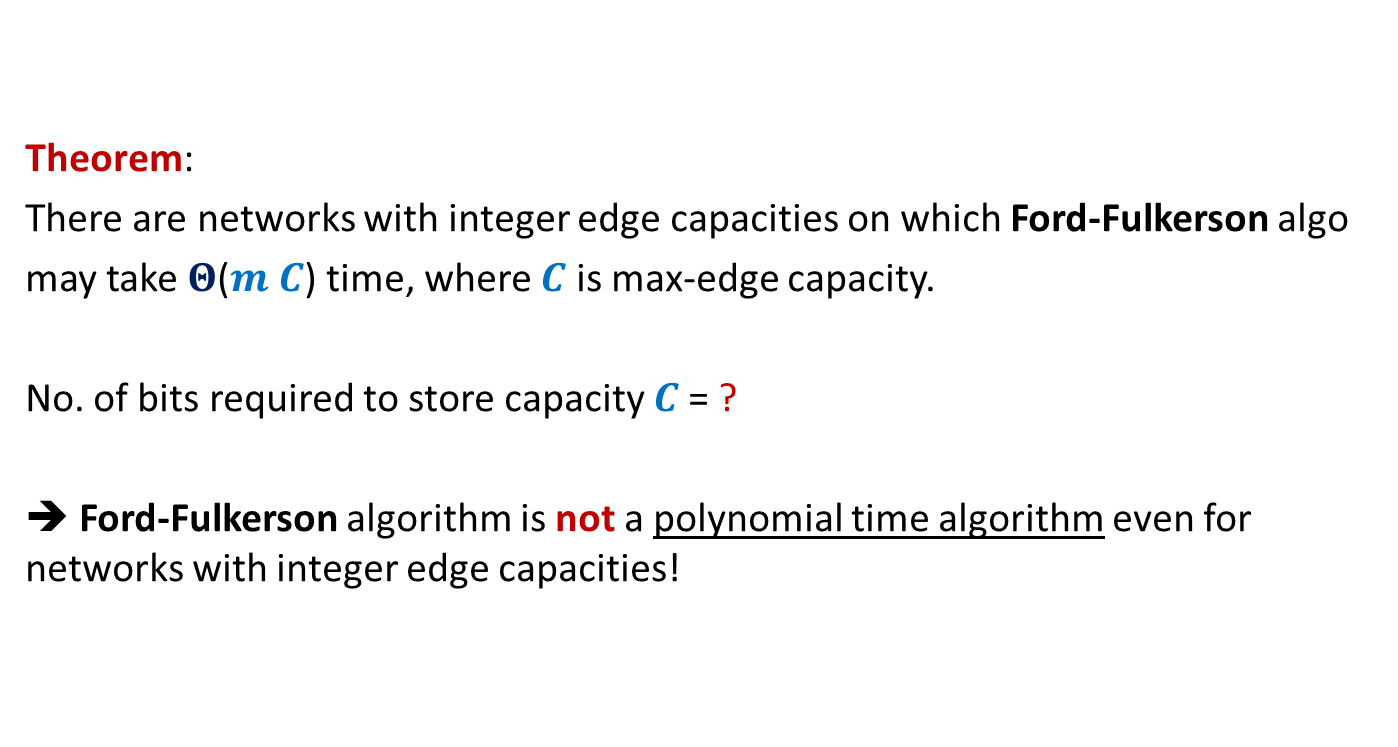 Theorem:
There are networks with integer edge capacities on which Ford-Fulkerson algo
may take Θ(m C) time, where C is max-edge capacity.
No. of bits required to store capacity C = ?
➔ Ford-Fulkerson algorithm is not a polynomial time algorithm even for
networks with integer edge capacities!